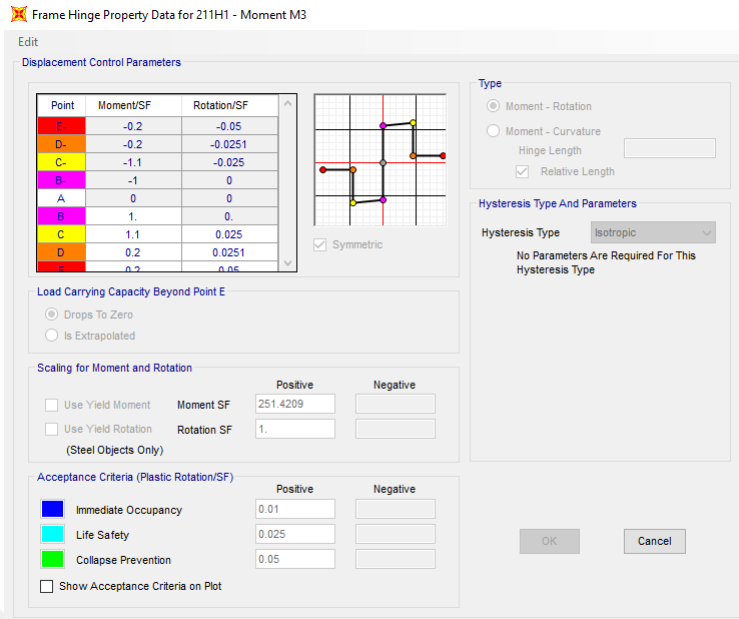 Frame Hinge Property Data for 211H1 - Moment M3
Edit
Displacement Control Parameters
Point Moment/SF Rotation/SF
E- -0.2 -0.05
D- -0.2 -0.0251
C- -1.1 -0.025
B- -1 0
A 0 0
B 1. 0.
C 1.1 0.025
D 0.2 0.0251
E 0.2 0.05
Symmetric
Type
Moment - Rotation
Moment - Curvature
Hinge Length
Relative Length
Hysteresis Type And Parameters
Hysteresis Type Isotropic
No Parameters Are Required For This
Hysteresis Type
Load Carrying Capacity Beyond Point E
Drops To Zero
Is Extrapolated
Scaling for Moment and Rotation
Positive Negative
Use Yield Moment Moment SF 251.4209
Use Yield Rotation Rotation SF 1.
(Steel Objects Only)
Acceptance Criteria (Plastic Rotation/SF)
Positive Negative
Immediate Occupancy 0.01
Life Safety 0.025
Collapse Prevention 0.05
Show Acceptance Criteria on Plot
OK Cancel